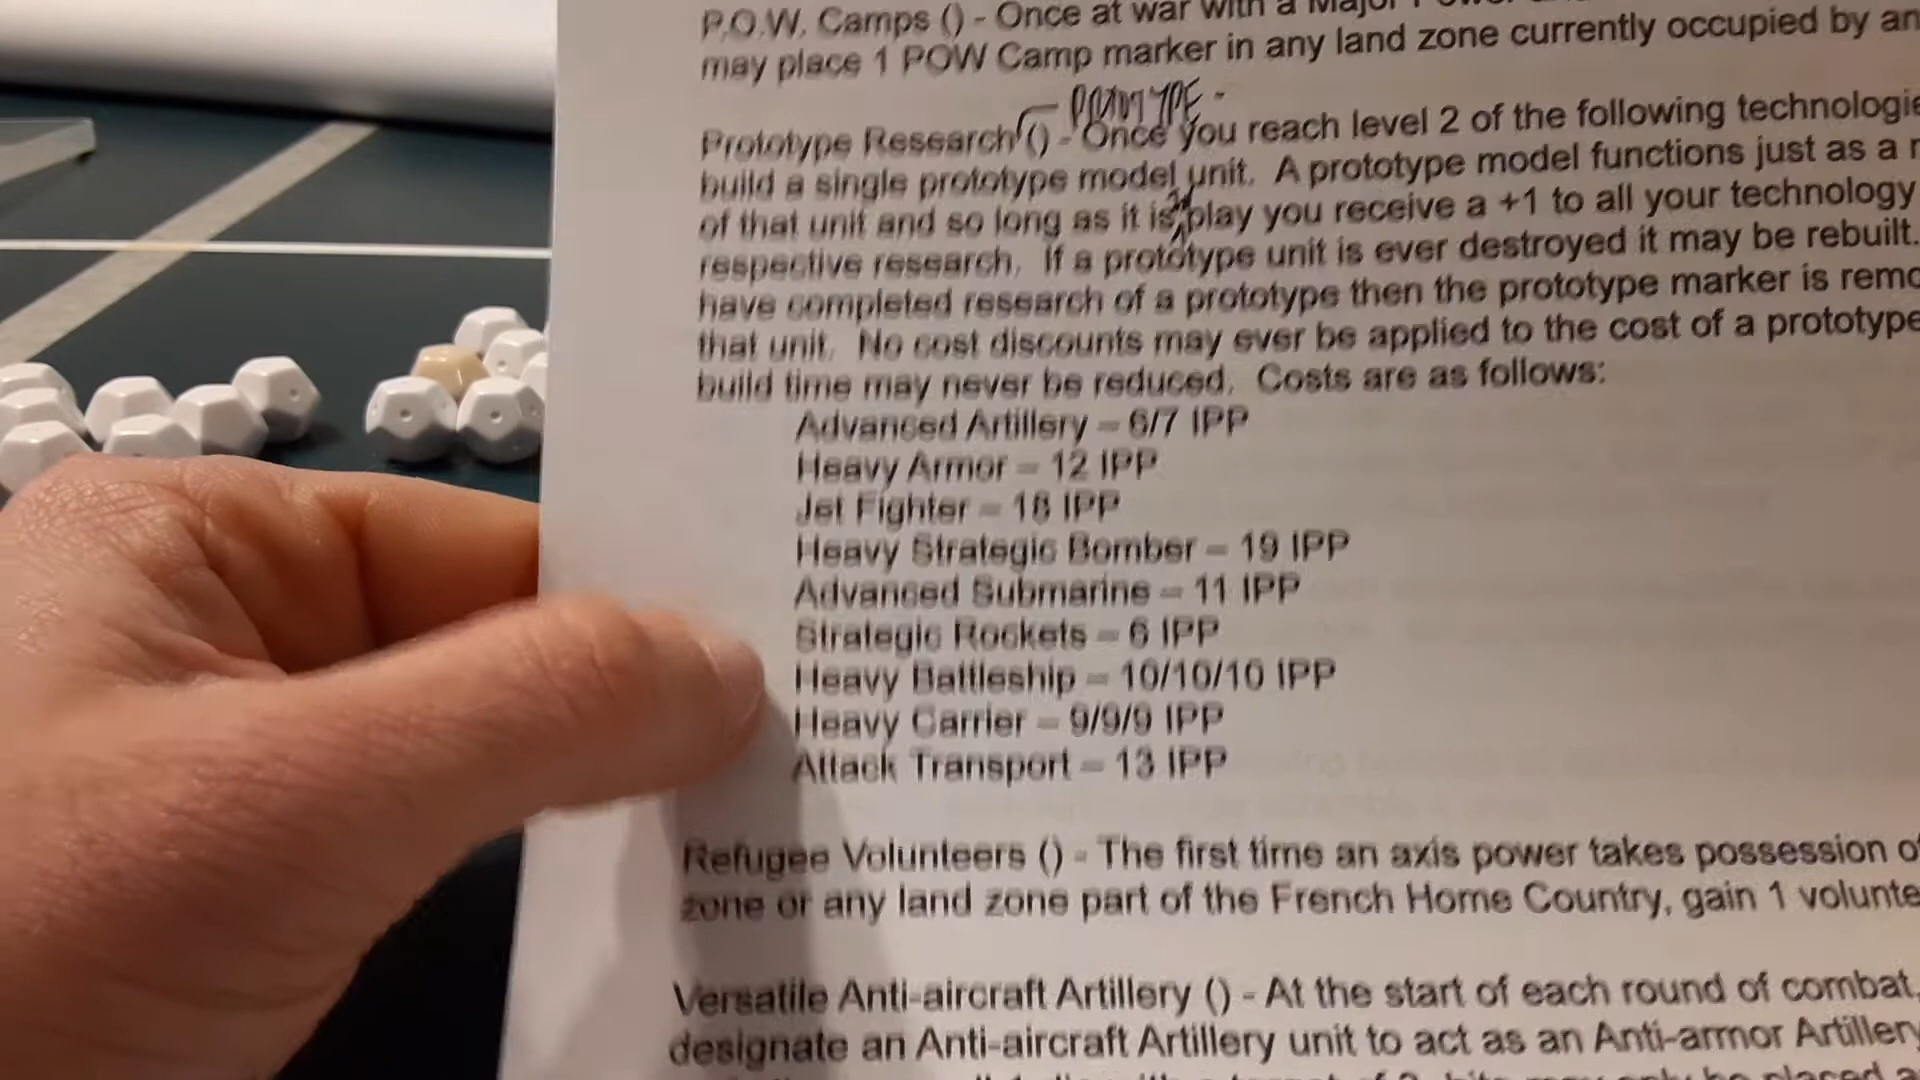 P.O.W. Camps () - Once at war with a Major
may place 1 POW Camp marker in any land zone currently occupied by an
PROTOTYPE -
Prototype Research () - Once you reach level 2 of the following technologie
build a single prototype model unit. A prototype model functions just as a
of that unit and so long as it is play you receive a +1 to all your technology
respective research. If a prototype unit is ever destroyed it may be rebuilt.
have completed research of a prototype then the prototype marker is remo
that unit. No cost discounts may ever be applied to the cost of a prototype
build time may never be reduced. Costs are as follows:
Advanced Artillery – 6/7 IPP
Heavy Armor – 12 IPP
Jet Fighter – 16 IPP
Heavy Strategic Bomber – 19 IPP
Advanced Submarine – 11 IPP
Strategic Rockets – 6 IPP
Heavy Battleship – 10/10/10 IPP
Heavy Carrier – 9/9/9 IPP
Attack Transport – 13 IPP
Refugee Volunteers () - The first time an axis power takes possession o
zone or any land zone part of the French Home Country, gain 1 volunte
Versatile Anti-aircraft Artillery () - At the start of each round of combat,
designate an Anti-aircraft Artillery unit to act as an Anti-armor Artillery